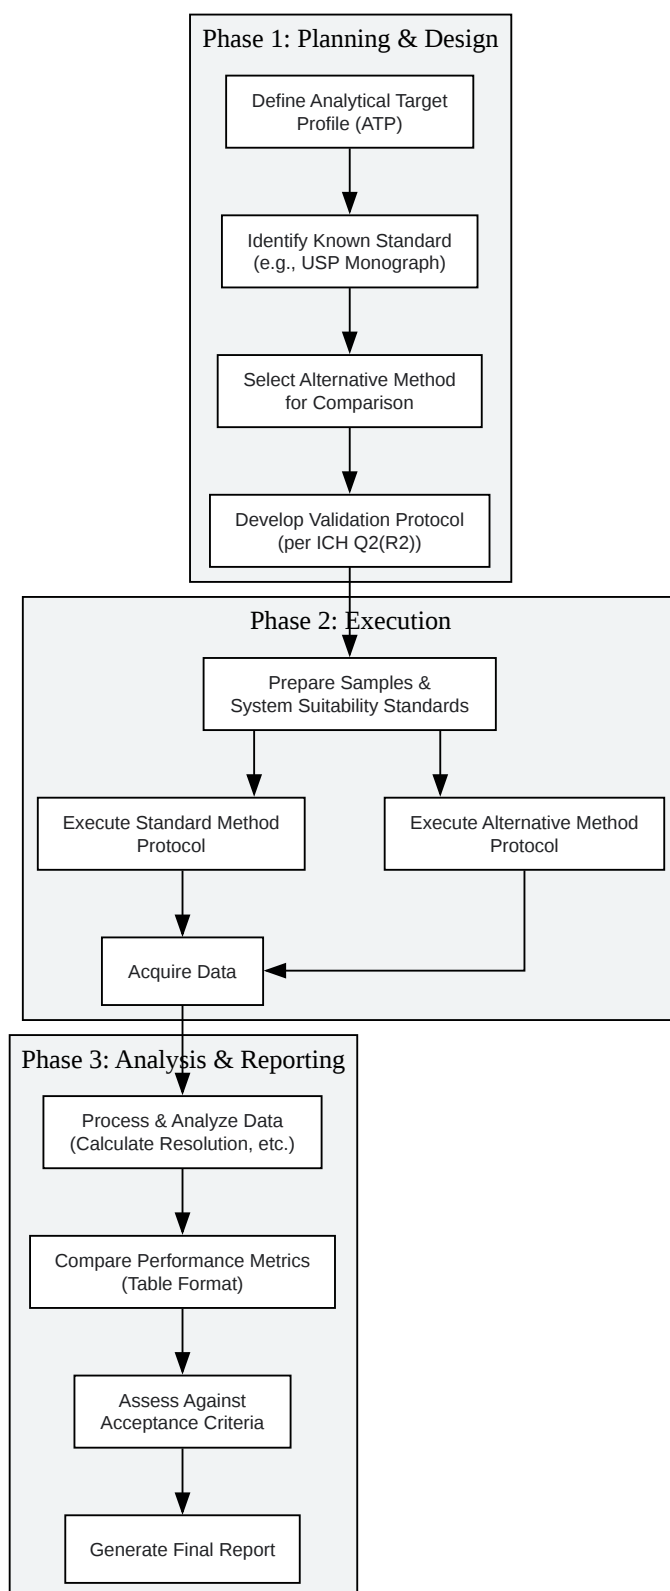 Phase 1: Planning & Design
Define Analytical Target
Profile (ATP)
Identify Known Standard
(e.g., USP Monograph)
Select Alternative Method
for Comparison
Develop Validation Protocol
(per ICH Q2(R2))
Phase 2: Execution
Prepare Samples &
System Suitability Standards
Execute Standard Method
Protocol
Execute Alternative Method
Protocol
Acquire Data
Phase 3: Analysis & Reporting
Process & Analyze Data
(Calculate Resolution, etc.)
Compare Performance Metrics
(Table Format)
Assess Against
Acceptance Criteria
Generate Final Report